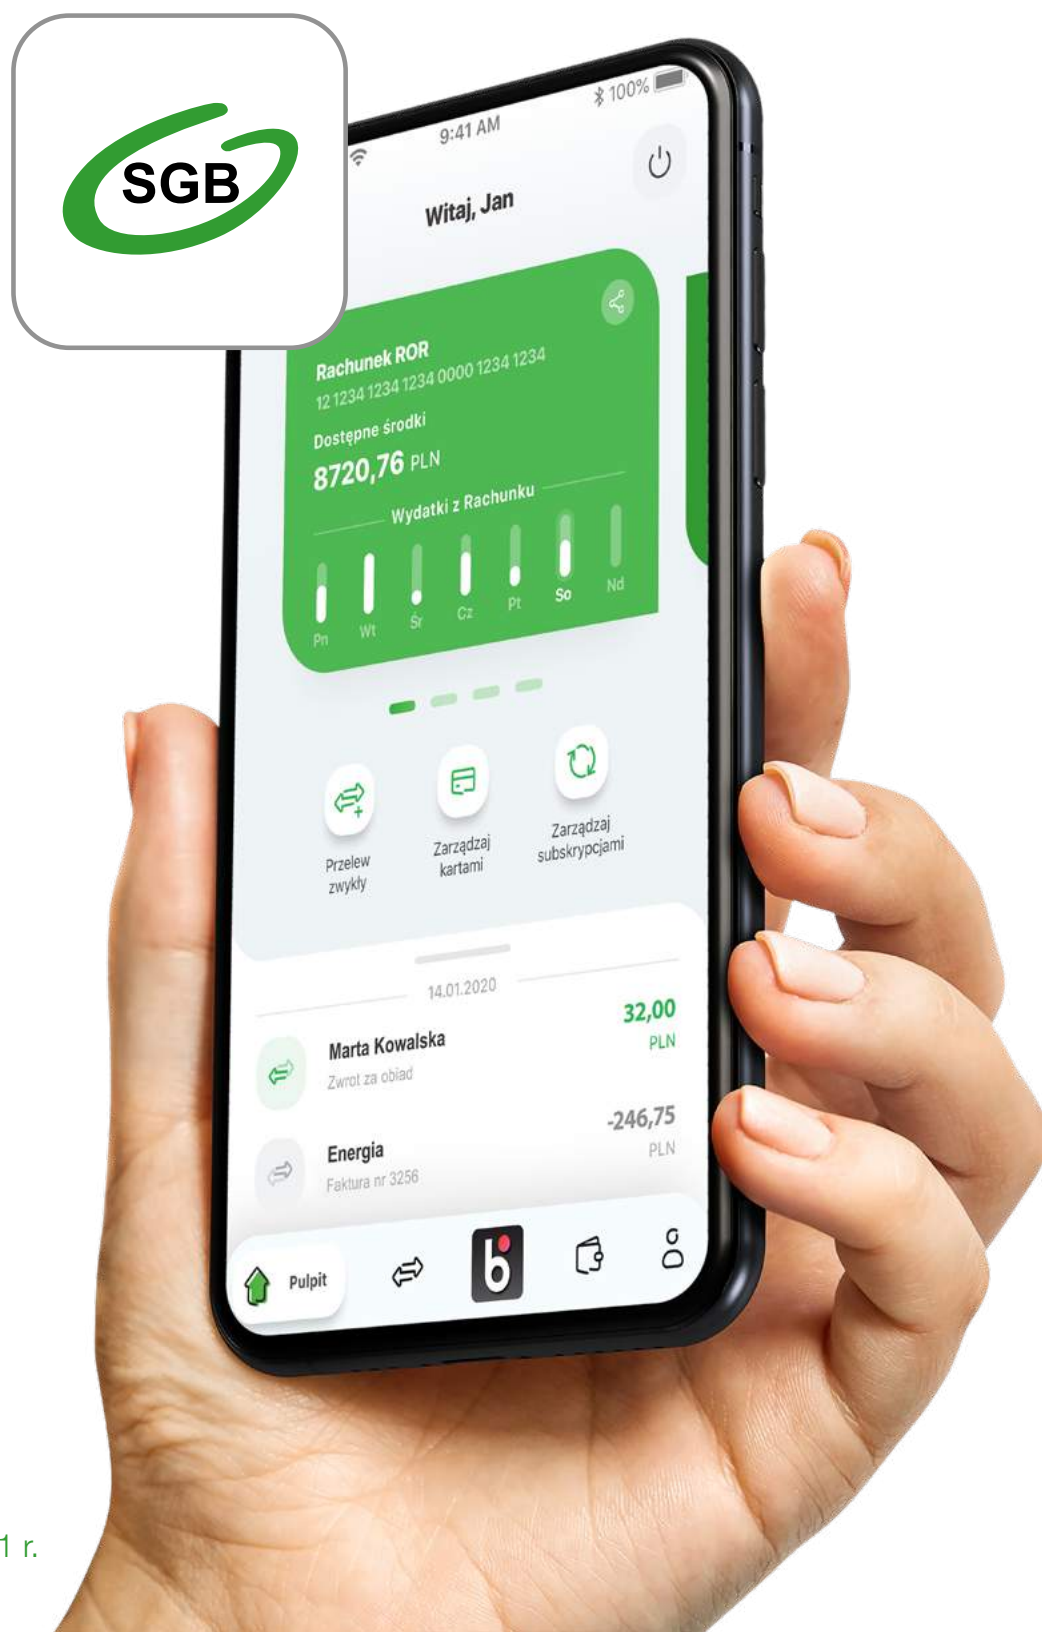 SGB
9:41 AM
100%
Witaj, Jan
Rachunek ROR
12 1234 1234 1234 0000 1234 1234
Dostępne środki
8720,76 PLN
Wydatki z Rachunku
Pn Wt Śr Cz Pt So Nd
Przelew
zwykły
Zarządzaj
kartami
Zarządzaj
subskrypcjami
14.01.2020
Marta Kowalska
32,00
Zwrot za obiad
PLN
Energia
-246,75
Faktura nr 3256
PLN
Pulpit
b
1 r.